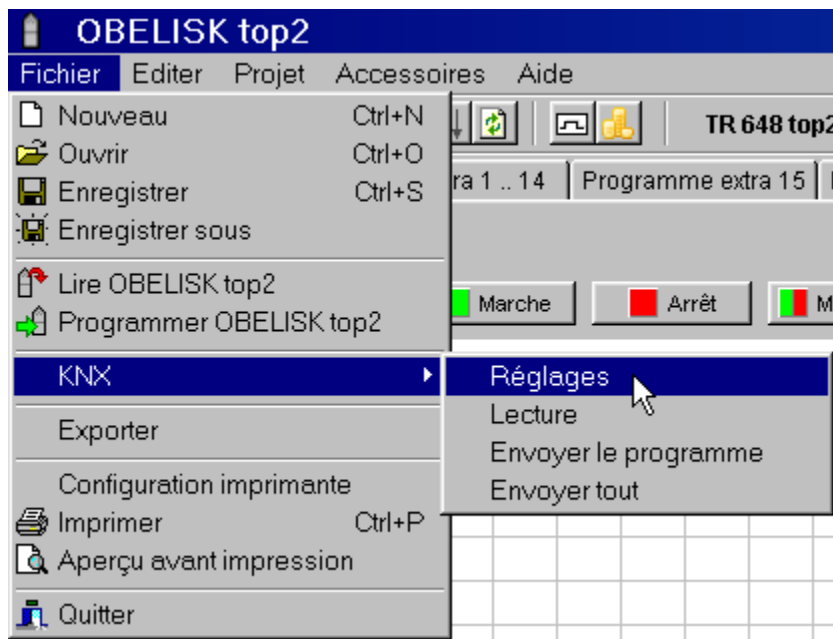 OBELISK top2
Fichier Editer Projet Accessoires Aide
Nouveau Ctrl+N
Ouvrir Ctrl+O
Enregistrer Ctrl+S
Enregistrer sous
Lire OBELISK top2
Programmer OBELISK top2
KNX
Exporter
Configuration imprimante
Imprimer Ctrl+P
Aperçu avant impression
Quitter
TR 648 top2
ra 1 .. 14 Programme extra 15
Marche Arrêt M
Réglages
Lecture
Envoyer le programme
Envoyer tout